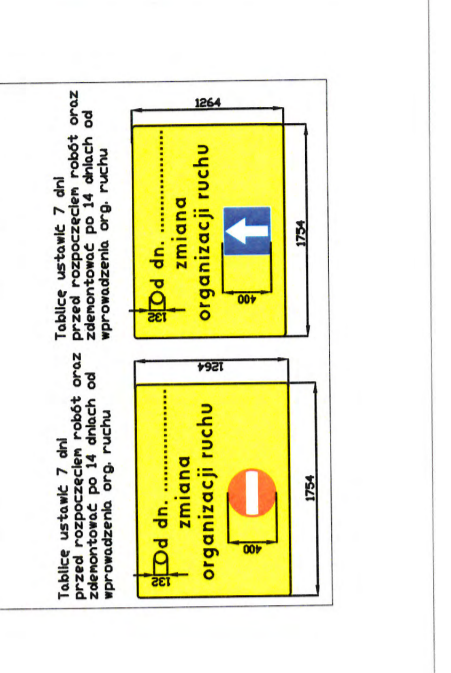 Tablicę ustawić 7 dni
przed rozpoczęciem robót oraz
zdemontować po 14 dniach od
wprowadzenia org. ruchu
132
Od dn. ....................
zmiana
organizacji ruchu
400
1264
1754
Tablicę ustawić 7 dni
przed rozpoczęciem robót oraz
zdemontować po 14 dniach od
wprowadzenia org. ruchu
132
Od dn. ....................
zmiana
organizacji ruchu
400
1264
1754